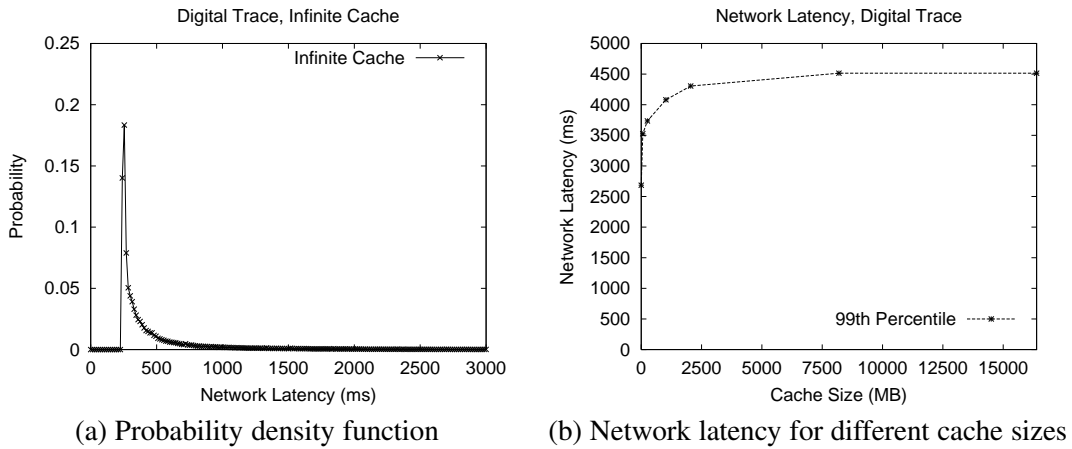 Digital Trace, Infinite Cache
0.25
0.2
0.15
0.1
0.05
0
Probability
Infinite Cache
0 500 1000 1500 2000 2500 3000
Network Latency (ms)
(a) Probability density function
Network Latency, Digital Trace
5000
4500
4000
3500
3000
2500
2000
1500
1000
500
0
Network Latency (ms)
99th Percentile
0 2500 5000 7500 10000 12500 15000
Cache Size (MB)
(b) Network latency for different cache sizes